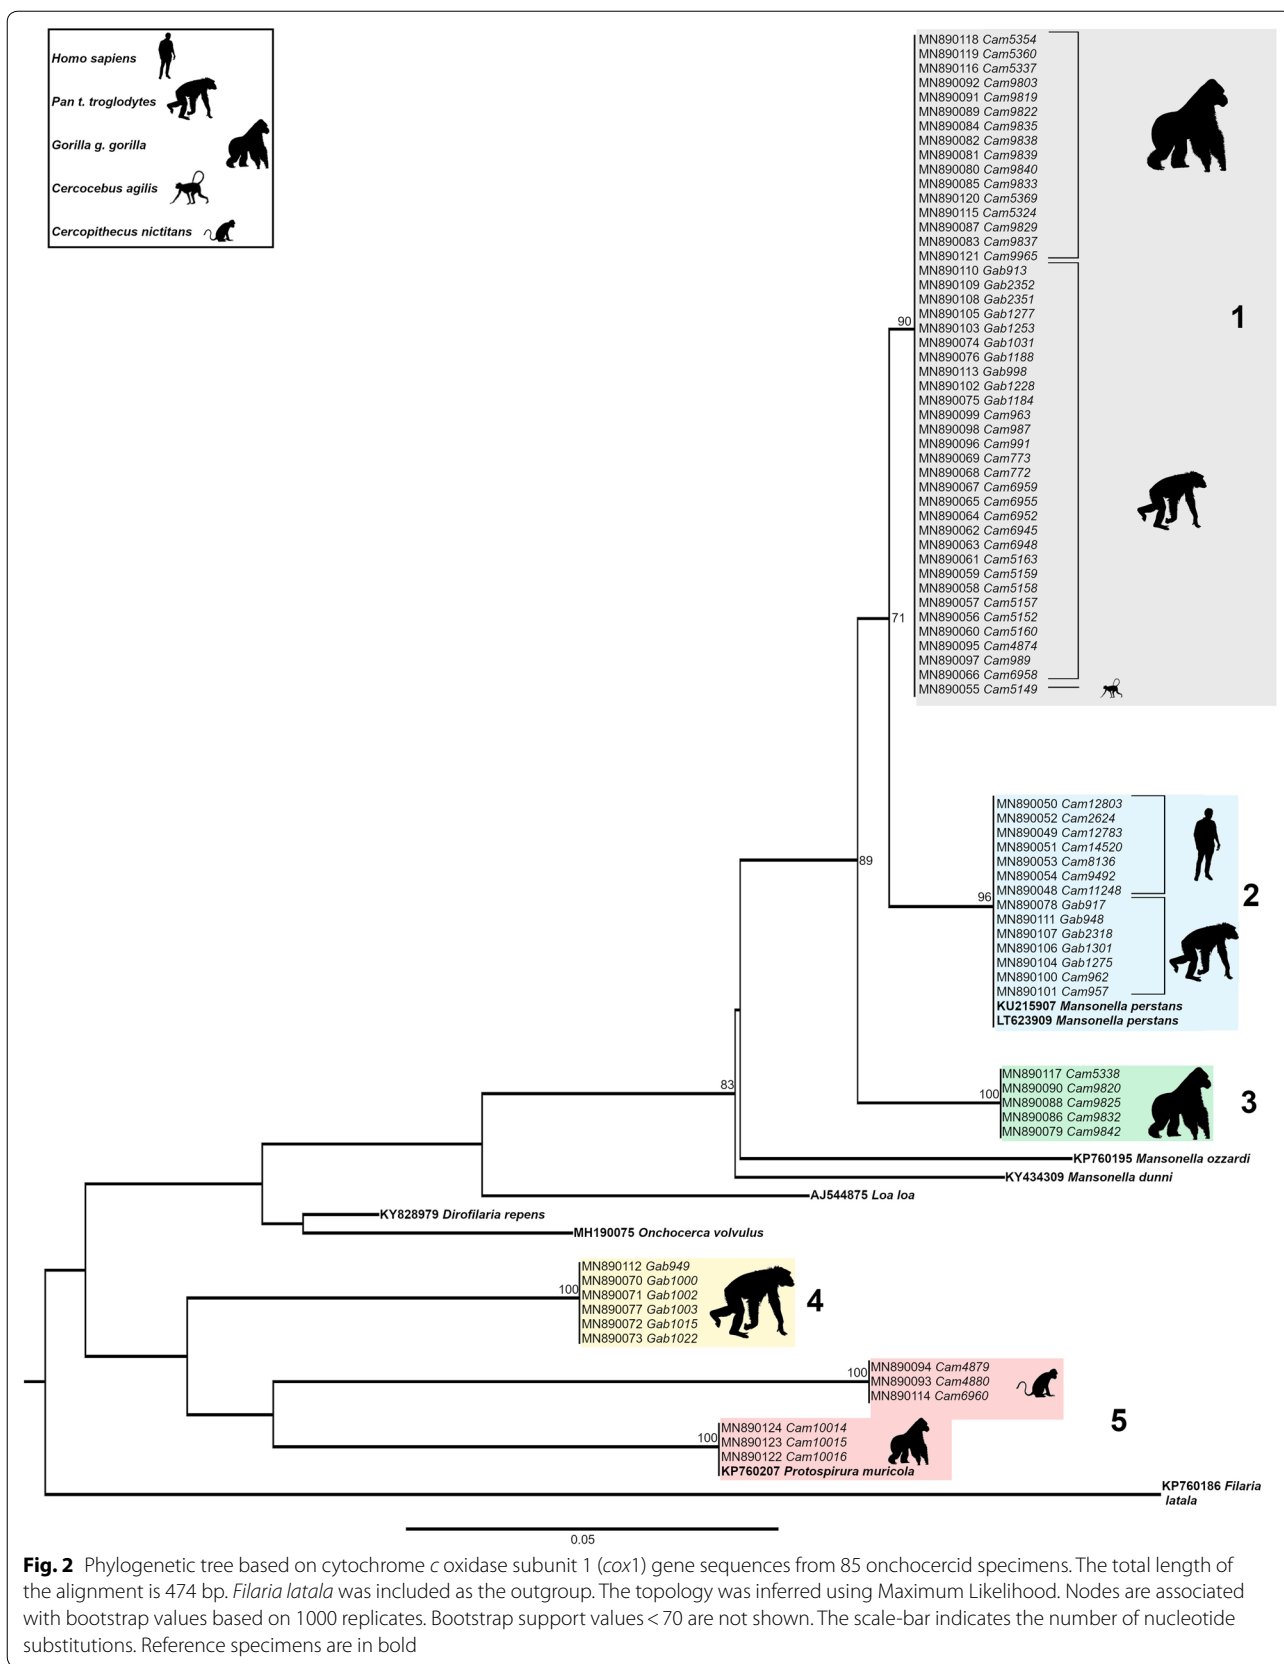 Homo sapiens
Pan t. troglodytes
Gorilla g. gorilla
Cercocebus agilis
Cercopithecus nictitans
MN890118 Cam5354
MN890119 Cam5360
MN890116 Cam5337
MN890092 Cam9803
MN890091 Cam9819
MN890089 Cam9822
MN890084 Cam9835
MN890082 Cam9838
MN890081 Cam9839
MN890080 Cam9840
MN890085 Cam9833
MN890120 Cam5369
MN890115 Cam5324
MN890087 Cam9829
MN890083 Cam9837
MN890121 Cam9965
MN890110 Gab913
MN890109 Gab2352
MN890108 Gab2351
MN890105 Gab1277
MN890103 Gab1253
MN890074 Gab1031
MN890076 Gab1188
MN890113 Gab998
MN890102 Gab1228
MN890075 Gab1184
MN890099 Cam963
MN890098 Cam987
MN890096 Cam991
MN890069 Cam773
MN890068 Cam772
MN890067 Cam6959
MN890065 Cam6955
MN890064 Cam6952
MN890062 Cam6945
MN890063 Cam6948
MN890061 Cam5163
MN890059 Cam5159
MN890058 Cam5158
MN890057 Cam5157
MN890056 Cam5152
MN890060 Cam5160
MN890095 Cam4874
MN890097 Cam989
MN890066 Cam6958
MN890055 Cam5149
1
90
71
MN890050 Cam12803
MN890052 Cam2624
MN890049 Cam12783
MN890051 Cam14520
MN890053 Cam8136
MN890054 Cam9492
MN890048 Cam11248
MN890078 Gab917
MN890111 Gab948
MN890107 Gab2318
MN890106 Gab1301
MN890104 Gab1275
MN890100 Cam962
MN890101 Cam957
KU215907 Mansonella perstans
LT623909 Mansonella perstans
2
89
96
MN890117 Cam5338
MN890090 Cam9820
MN890088 Cam9825
MN890086 Cam9832
MN890079 Cam9842
3
83
100
KP760195 Mansonella ozzardi
KY434309 Mansonella dunni
AJ544875 Loa loa
KY828979 Dirofilaria repens
MH190075 Onchocerca volvulus
MN890112 Gab949
MN890070 Gab1000
MN890071 Gab1002
MN890077 Gab1003
MN890072 Gab1015
MN890073 Gab1022
4
100
MN890094 Cam4879
MN890093 Cam4880
MN890114 Cam6960
100
5
MN890124 Cam10014
MN890123 Cam10015
MN890122 Cam10016
KP760207 Protospirura muricola
100
KP760186 Filaria
latala
0.05
Fig. 2 Phylogenetic tree based on cytochrome c oxidase subunit 1 (cox1) gene sequences from 85 onchocercid specimens. The total length of
the alignment is 474 bp. Filaria latala was included as the outgroup. The topology was inferred using Maximum Likelihood. Nodes are associated
with bootstrap values based on 1000 replicates. Bootstrap support values < 70 are not shown. The scale-bar indicates the number of nucleotide
substitutions. Reference specimens are in bold